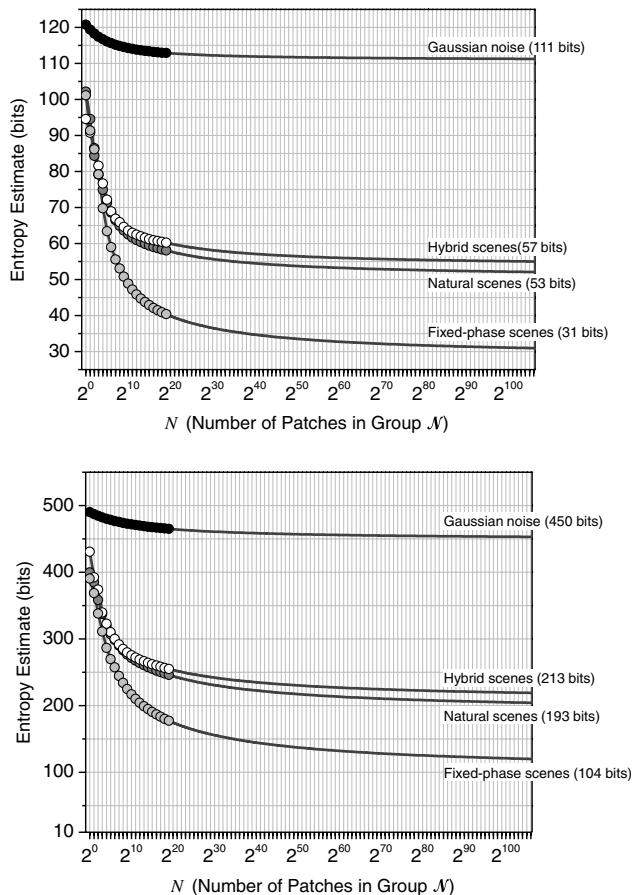 120
110
100
90
80
70
60
50
40
30
Entropy Estimate (bits)
Gaussian noise (111 bits)
Hybrid scenes(57 bits)
Natural scenes (53 bits)
Fixed-phase scenes (31 bits)
2^0 2^10 2^20 2^30 2^40 2^50 2^60 2^70 2^80 2^90 2^100
N (Number of Patches in Group 𝒩)
500
400
300
200
100
10
Entropy Estimate (bits)
Gaussian noise (450 bits)
Hybrid scenes (213 bits)
Natural scenes (193 bits)
Fixed-phase scenes (104 bits)
2^0 2^10 2^20 2^30 2^40 2^50 2^60 2^70 2^80 2^90 2^100
N (Number of Patches in Group 𝒩)